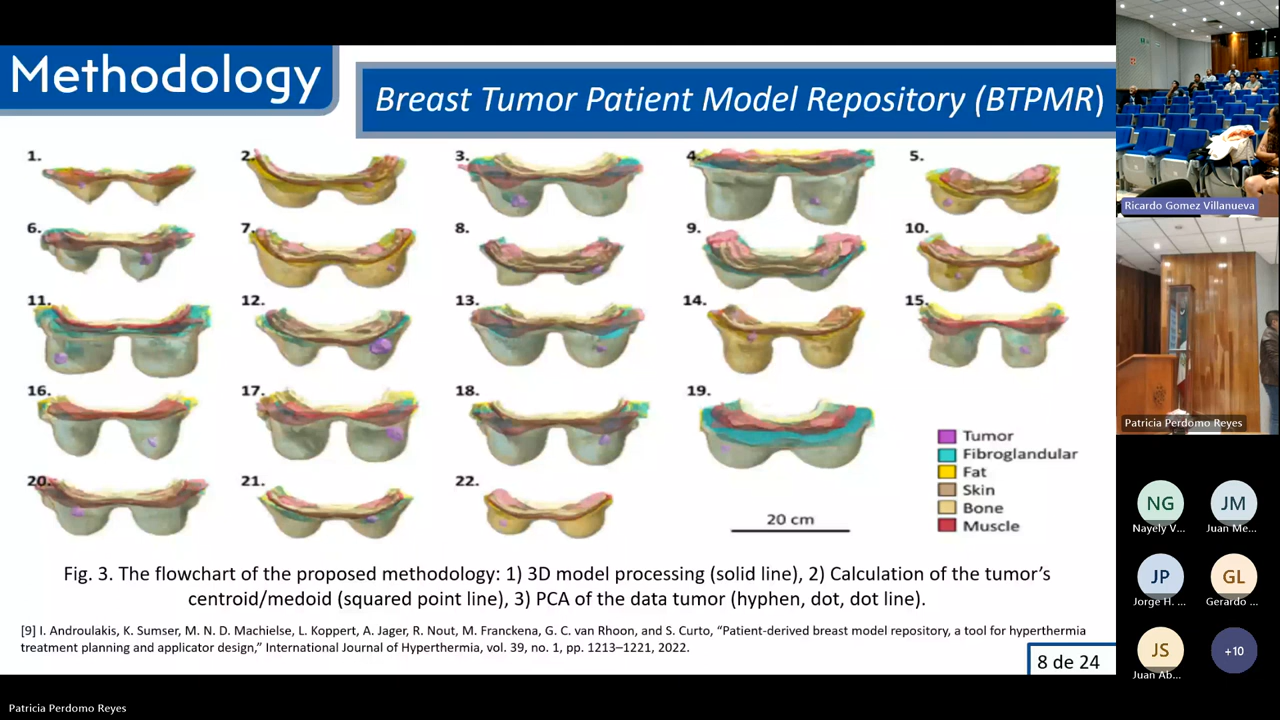 Methodology
Breast Tumor Patient Model Repository (BTPMR)
1. 2. 3. 4. 5.
6. 7. 8. 9. 10.
11. 12. 13. 14. 15.
16. 17. 18. 19.
20. 21. 22.
Tumor
Fibroglandular
Fat
Skin
Bone
Muscle
20 cm
Fig. 3. The flowchart of the proposed methodology: 1) 3D model processing (solid line), 2) Calculation of the tumor’s
centroid/medoid (squared point line), 3) PCA of the data tumor (hyphen, dot, dot line).
[9] I. Androulakis, K. Sumser, M. N. D. Machielse, L. Koppert, A. Jager, R. Nout, M. Franckena, G. C. van Rhoon, and S. Curto, “Patient-derived breast model repository, a tool for hyperthermia
treatment planning and applicator design,” International Journal of Hyperthermia, vol. 39, no. 1, pp. 1213–1221, 2022.
8 de 24
Patricia Perdomo Reyes
Ricardo Gomez Villanueva
Patricia Perdomo Reyes
NG JM
Nayely V... Juan Me...
JP GL
Jorge H. ... Gerardo ...
JS +10
Juan Ab...